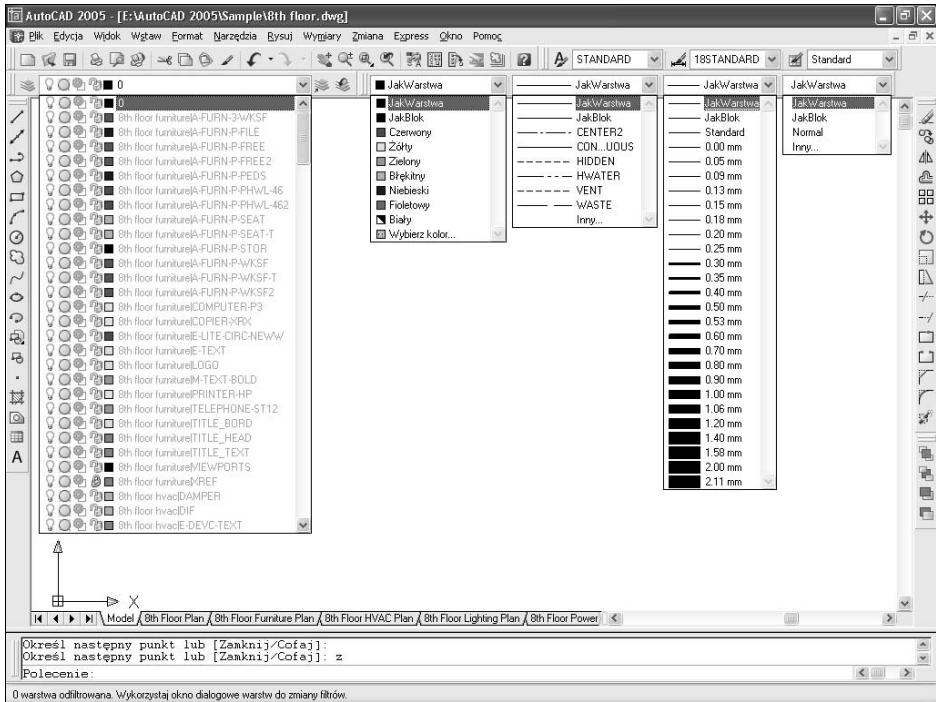 AutoCAD 2005 - [E:\AutoCAD 2005\Sample\8th floor.dwg]
Plik Edycja Widok Wstaw Format Narzędzia Rysuj Wymiary Zmiana Express Okno Pomoc
STANDARD 18STANDARD Standard
0 JakWarstwa JakWarstwa JakWarstwa JakWarstwa
0
8th floor furniture|A-FURN-3-WKSF
8th floor furniture|A-FURN-P-FILE
8th floor furniture|A-FURN-P-FREE
8th floor furniture|A-FURN-P-FREE2
8th floor furniture|A-FURN-P-PEDS
8th floor furniture|A-FURN-P-PHWL-46
8th floor furniture|A-FURN-P-PHWL-462
8th floor furniture|A-FURN-P-SEAT
8th floor furniture|A-FURN-P-SEAT-T
8th floor furniture|A-FURN-P-STOR
8th floor furniture|A-FURN-P-WKSF
8th floor furniture|A-FURN-P-WKSF-T
8th floor furniture|A-FURN-P-WKSF2
8th floor furniture|COMPUTER-P3
8th floor furniture|COPIER-XRX
8th floor furniture|E-LITE-CIRC-NEWW
8th floor furniture|E-TEXT
8th floor furniture|LOGO
8th floor furniture|M-TEXT-BOLD
8th floor furniture|PRINTER-HP
8th floor furniture|TELEPHONE-ST12
8th floor furniture|TITLE_BORD
8th floor furniture|TITLE_HEAD
8th floor furniture|TITLE_TEXT
8th floor furniture|VIEWPORTS
8th floor furniture|XREF
8th floor hvac|DAMPER
8th floor hvac|DIF
8th floor hvac|E-DEVC-TEXT
JakWarstwa
JakBlok
Czerwony
Żółty
Zielony
Błękitny
Niebieski
Fioletowy
Biały
Wybierz kolor...
JakWarstwa
JakBlok
CENTER2
CON...UOUS
HIDDEN
HWATER
VENT
WASTE
Inny...
JakWarstwa
JakBlok
Standard
0.00 mm
0.05 mm
0.09 mm
0.13 mm
0.15 mm
0.18 mm
0.20 mm
0.25 mm
0.30 mm
0.35 mm
0.40 mm
0.50 mm
0.53 mm
0.60 mm
0.70 mm
0.80 mm
0.90 mm
1.00 mm
1.06 mm
1.20 mm
1.40 mm
1.58 mm
2.00 mm
2.11 mm
JakWarstwa
JakBlok
Normal
Inny...
A
X
Model 8th Floor Plan 8th Floor Furniture Plan 8th Floor HVAC Plan 8th Floor Lighting Plan 8th Floor Power
Określ następny punkt lub [Zamknij/Cofaj]:
Określ następny punkt lub [Zamknij/Cofaj]: z
Polecenie:
0 warstwa odfiltrowana. Wykorzystaj okno dialogowe warstw do zmiany filtrów.